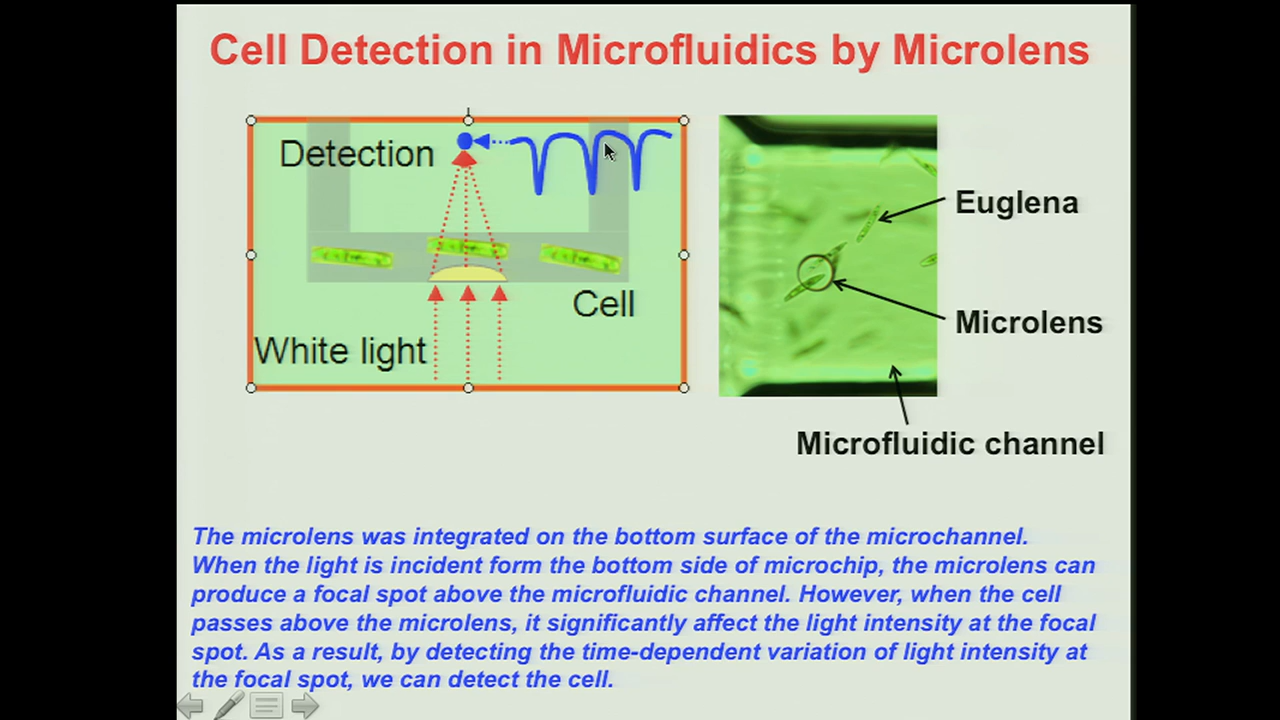 Cell Detection in Microfluidics by Microlens
Detection
Cell
White light
Euglena
Microlens
Microfluidic channel
The microlens was integrated on the bottom surface of the microchannel.
When the light is incident form the bottom side of microchip, the microlens can
produce a focal spot above the microfluidic channel. However, when the cell
passes above the microlens, it significantly affect the light intensity at the focal
spot. As a result, by detecting the time-dependent variation of light intensity at
the focal spot, we can detect the cell.